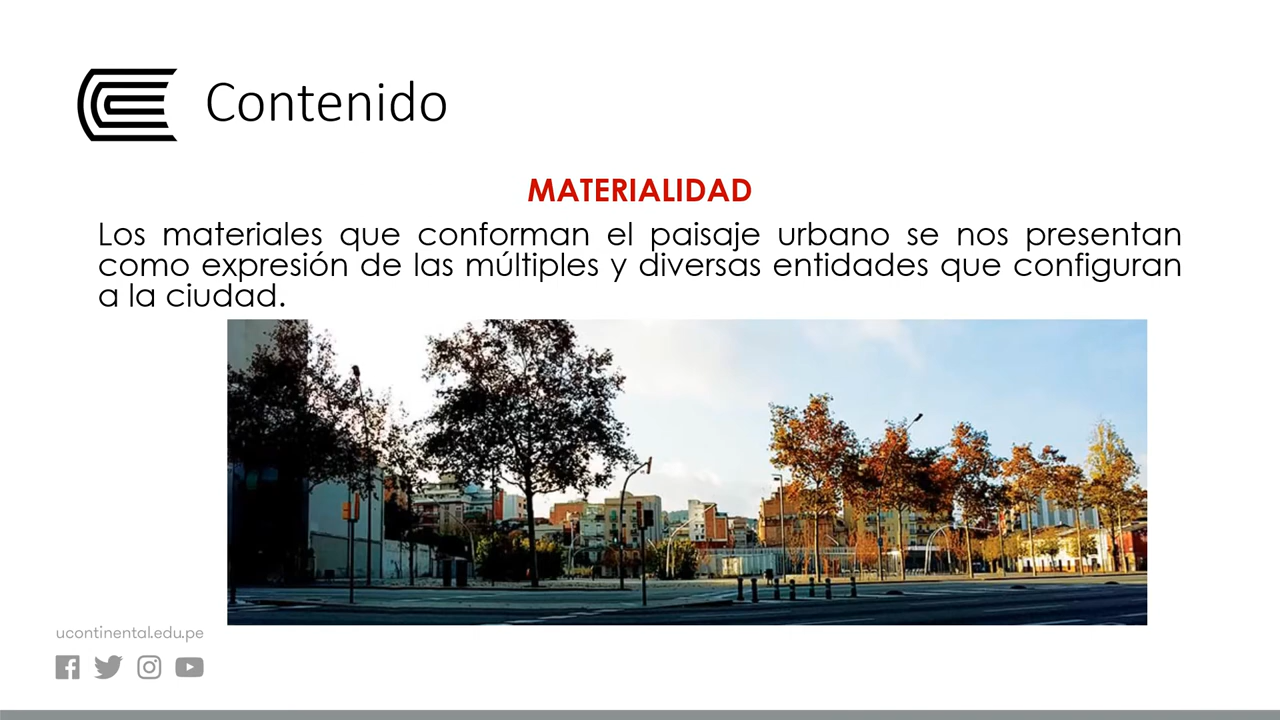 Contenido
MATERIALIDAD
Los materiales que conforman el paisaje urbano se nos presentan
como expresión de las múltiples y diversas entidades que configuran
a la ciudad.
ucontinental.edu.pe